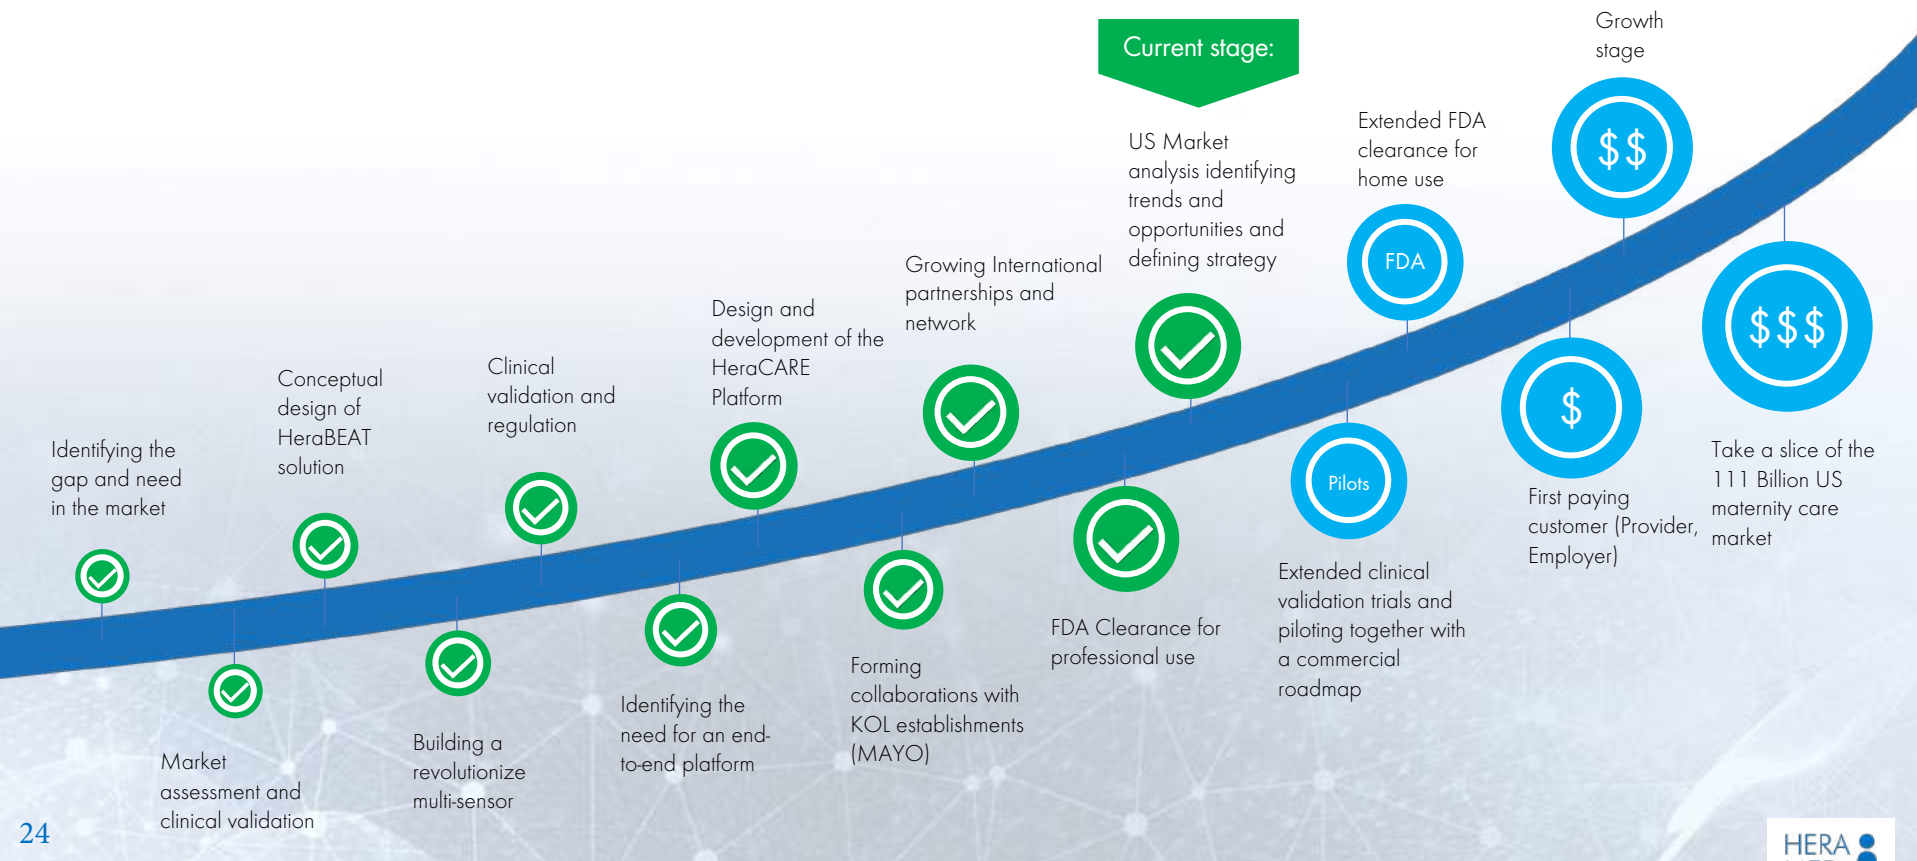 Current stage:
Growth
stage
Extended FDA
clearance for
home use
US Market
analysis identifying
trends and
opportunities and
defining strategy
Growing International
partnerships and
network
Design and
development of the
HeraCARE
Platform
Clinical
validation and
regulation
Conceptual
design of
HeraBEAT
solution
Identifying the
gap and need
in the market
$$
FDA
$$$
$
Pilots
Take a slice of the
111 Billion US
maternity care
market
First paying
customer (Provider,
Employer)
Extended clinical
validation trials and
piloting together with
a commercial
roadmap
FDA Clearance for
professional use
Forming
collaborations with
KOL establishments
(MAYO)
Identifying the
need for an end-
to-end platform
Building a
revolutionize
multi-sensor
Market
assessment and
clinical validation
24
HERA